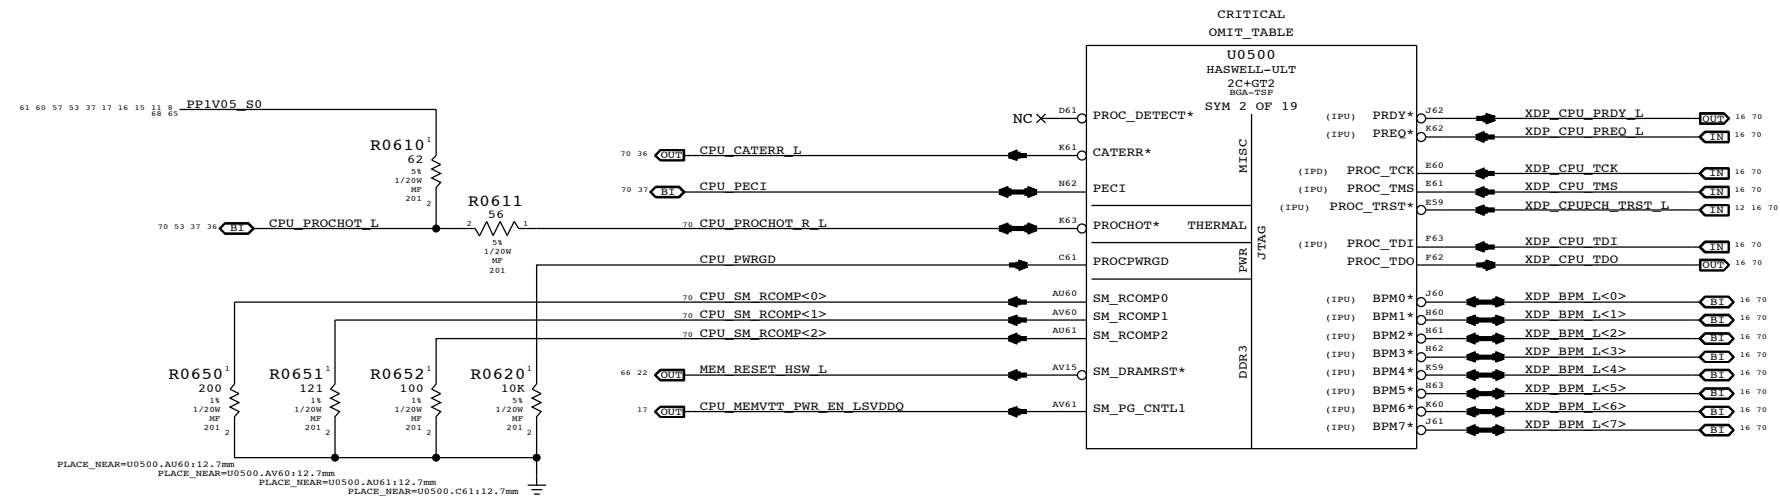 CRITICAL
OMIT_TABLE
U0500
HASWELL-ULT
2C+GT2
BGA-TSP
SYM 2 OF 19
61 60 57 53 37 17 16 15 11 8
68 65
PP1V05_S0
R0610
1
62
5%
1/20W
MF
201
2
R0611
56
2
1
5%
1/20W
MF
201
70 53 37 36 BI CPU_PROCHOT_L
NC D61 PROC_DETECT*
70 36 OUT CPU_CATERR_L K61 CATERR*
70 37 BI CPU_PECI N62 PECI
70 CPU_PROCHOT_R_L K63 PROCHOT*
CPU_PWRGD C61 PROCPWRGD
70 CPU_SM_RCOMP<0> AU60 SM_RCOMP0
70 CPU_SM_RCOMP<1> AV60 SM_RCOMP1
70 CPU_SM_RCOMP<2> AU61 SM_RCOMP2
66 22 OUT MEM_RESET_HSW_L AV15 SM_DRAMRST*
17 OUT CPU_MEMVTT_PWR_EN_LSVDDQ AV61 SM_PG_CNTL1
MISC
THERMAL
PWR
DDR3
JTAG
(IPU) PRDY* J62 XDP_CPU_PRDY_L OUT 16 70
(IPU) PREQ* K62 XDP_CPU_PREQ_L IN 16 70
(IPD) PROC_TCK E60 XDP_CPU_TCK IN 16 70
(IPU) PROC_TMS E61 XDP_CPU_TMS IN 16 70
(IPU) PROC_TRST* E59 XDP_CPUPCH_TRST_L IN 12 16 70
(IPU) PROC_TDI F63 XDP_CPU_TDI IN 16 70
PROC_TDO F62 XDP_CPU_TDO OUT 16 70
(IPU) BPM0* J60 XDP_BPM_L<0> BI 16 70
(IPU) BPM1* H60 XDP_BPM_L<1> BI 16 70
(IPU) BPM2* H61 XDP_BPM_L<2> BI 16 70
(IPU) BPM3* H62 XDP_BPM_L<3> BI 16 70
(IPU) BPM4* K59 XDP_BPM_L<4> BI 16 70
(IPU) BPM5* H63 XDP_BPM_L<5> BI 16 70
(IPU) BPM6* K60 XDP_BPM_L<6> BI 16 70
(IPU) BPM7* J61 XDP_BPM_L<7> BI 16 70
R0650
1
200
1%
1/20W
MF
201
2
R0651
1
121
1%
1/20W
MF
201
2
R0652
1
100
1%
1/20W
MF
201
2
R0620
1
10K
5%
1/20W
MF
201
2
PLACE_NEAR=U0500.AU60:12.7mm
PLACE_NEAR=U0500.AV60:12.7mm
PLACE_NEAR=U0500.AU61:12.7mm
PLACE_NEAR=U0500.C61:12.7mm